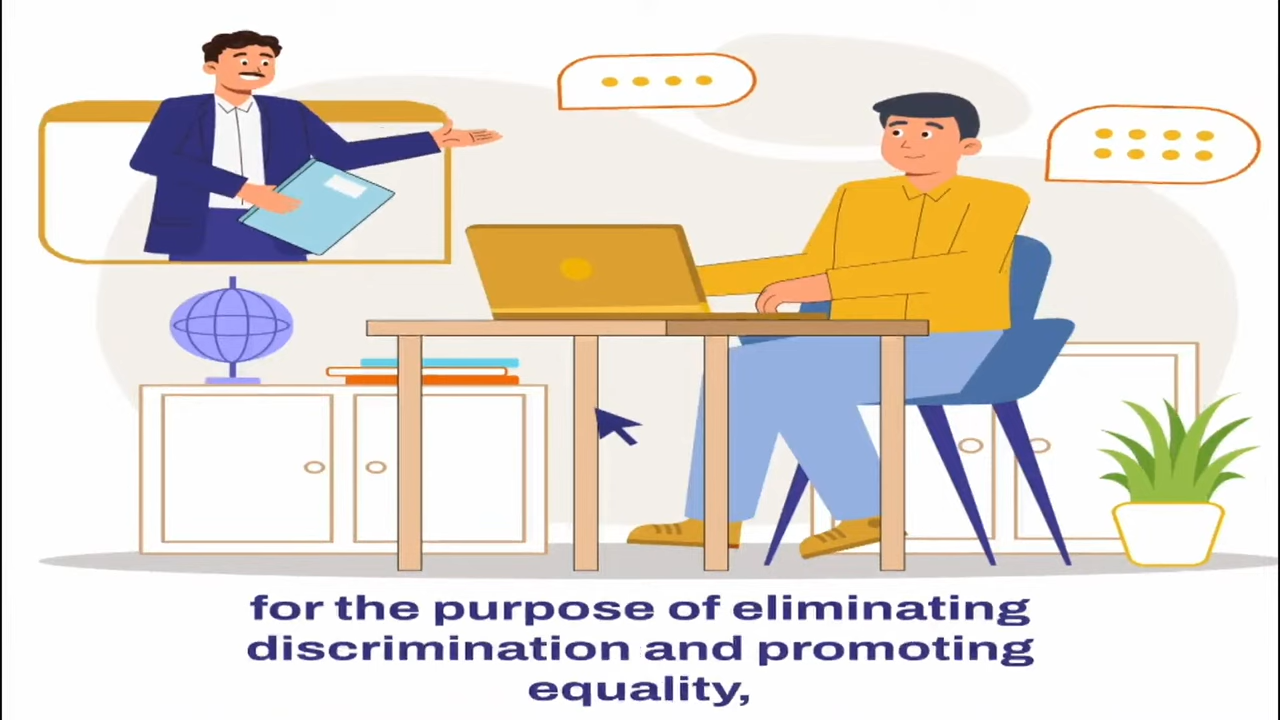 for the purpose of eliminating
discrimination and promoting
equality,